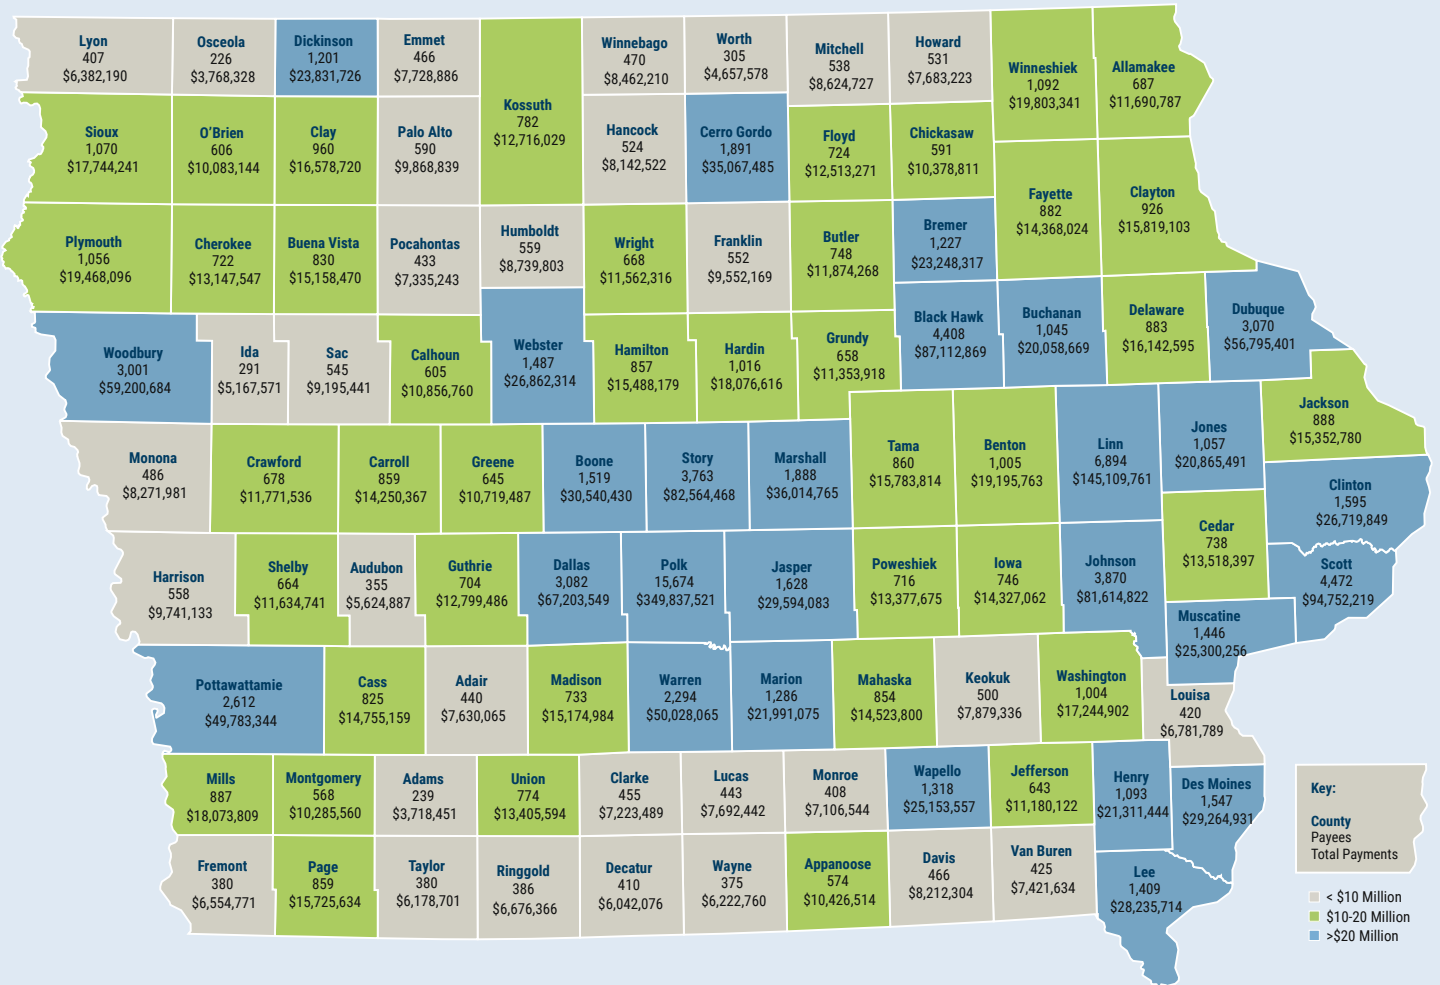 Lyon
407
$6,382,190
Osceola
226
$3,768,328
Dickinson
1,201
$23,831,726
Emmet
466
$7,728,886
Kossuth
782
$12,716,029
Winnebago
470
$8,462,210
Worth
305
$4,657,578
Mitchell
538
$8,624,727
Howard
531
$7,683,223
Winneshiek
1,092
$19,803,341
Allamakee
687
$11,690,787
Sioux
1,070
$17,744,241
O'Brien
606
$10,083,144
Clay
960
$16,578,720
Palo Alto
590
$9,868,839
Hancock
524
$8,142,522
Cerro Gordo
1,891
$35,067,485
Floyd
724
$12,513,271
Chickasaw
591
$10,378,811
Fayette
882
$14,368,024
Clayton
926
$15,819,103
Plymouth
1,056
$19,468,096
Cherokee
722
$13,147,547
Buena Vista
830
$15,158,470
Pocahontas
433
$7,335,243
Humboldt
559
$8,739,803
Wright
668
$11,562,316
Franklin
552
$9,552,169
Butler
748
$11,874,268
Bremer
1,227
$23,248,317
Woodbury
3,001
$59,200,684
Ida
291
$5,167,571
Sac
545
$9,195,441
Calhoun
605
$10,856,760
Webster
1,487
$26,862,314
Hamilton
857
$15,488,179
Hardin
1,016
$18,076,616
Grundy
658
$11,353,918
Black Hawk
4,408
$87,112,869
Buchanan
1,045
$20,058,669
Delaware
883
$16,142,595
Dubuque
3,070
$56,795,401
Monona
486
$8,271,981
Crawford
678
$11,771,536
Carroll
859
$14,250,367
Greene
645
$10,719,487
Boone
1,519
$30,540,430
Story
3,763
$82,564,468
Marshall
1,888
$36,014,765
Tama
860
$15,783,814
Benton
1,005
$19,195,763
Linn
6,894
$145,109,761
Jones
1,057
$20,865,491
Jackson
888
$15,352,780
Clinton
1,595
$26,719,849
Harrison
558
$9,741,133
Shelby
664
$11,634,741
Audubon
355
$5,624,887
Guthrie
704
$12,799,486
Dallas
3,082
$67,203,549
Polk
15,674
$349,837,521
Jasper
1,628
$29,594,083
Poweshiek
716
$13,377,675
Iowa
746
$14,327,062
Johnson
3,870
$81,614,822
Cedar
738
$13,518,397
Scott
4,472
$94,752,219
Muscatine
1,446
$25,300,256
Pottawattamie
2,612
$49,783,344
Cass
825
$14,755,159
Adair
440
$7,630,065
Madison
733
$15,174,984
Warren
2,294
$50,028,065
Marion
1,286
$21,991,075
Mahaska
854
$14,523,800
Keokuk
500
$7,879,336
Washington
1,004
$17,244,902
Louisa
420
$6,781,789
Mills
887
$18,073,809
Montgomery
568
$10,285,560
Adams
239
$3,718,451
Union
774
$13,405,594
Clarke
455
$7,223,489
Lucas
443
$7,692,442
Monroe
408
$7,106,544
Wapello
1,318
$25,153,557
Jefferson
643
$11,180,122
Henry
1,093
$21,311,444
Des Moines
1,547
$29,264,931
Fremont
380
$6,554,771
Page
859
$15,725,634
Taylor
380
$6,178,701
Ringgold
386
$6,676,366
Decatur
410
$6,042,076
Wayne
375
$6,222,760
Appanoose
574
$10,426,514
Davis
466
$8,212,304
Van Buren
425
$7,421,634
Lee
1,409
$28,235,714
Key:
County
Payees
Total Payments
< $10 Million
$10-20 Million
>$20 Million